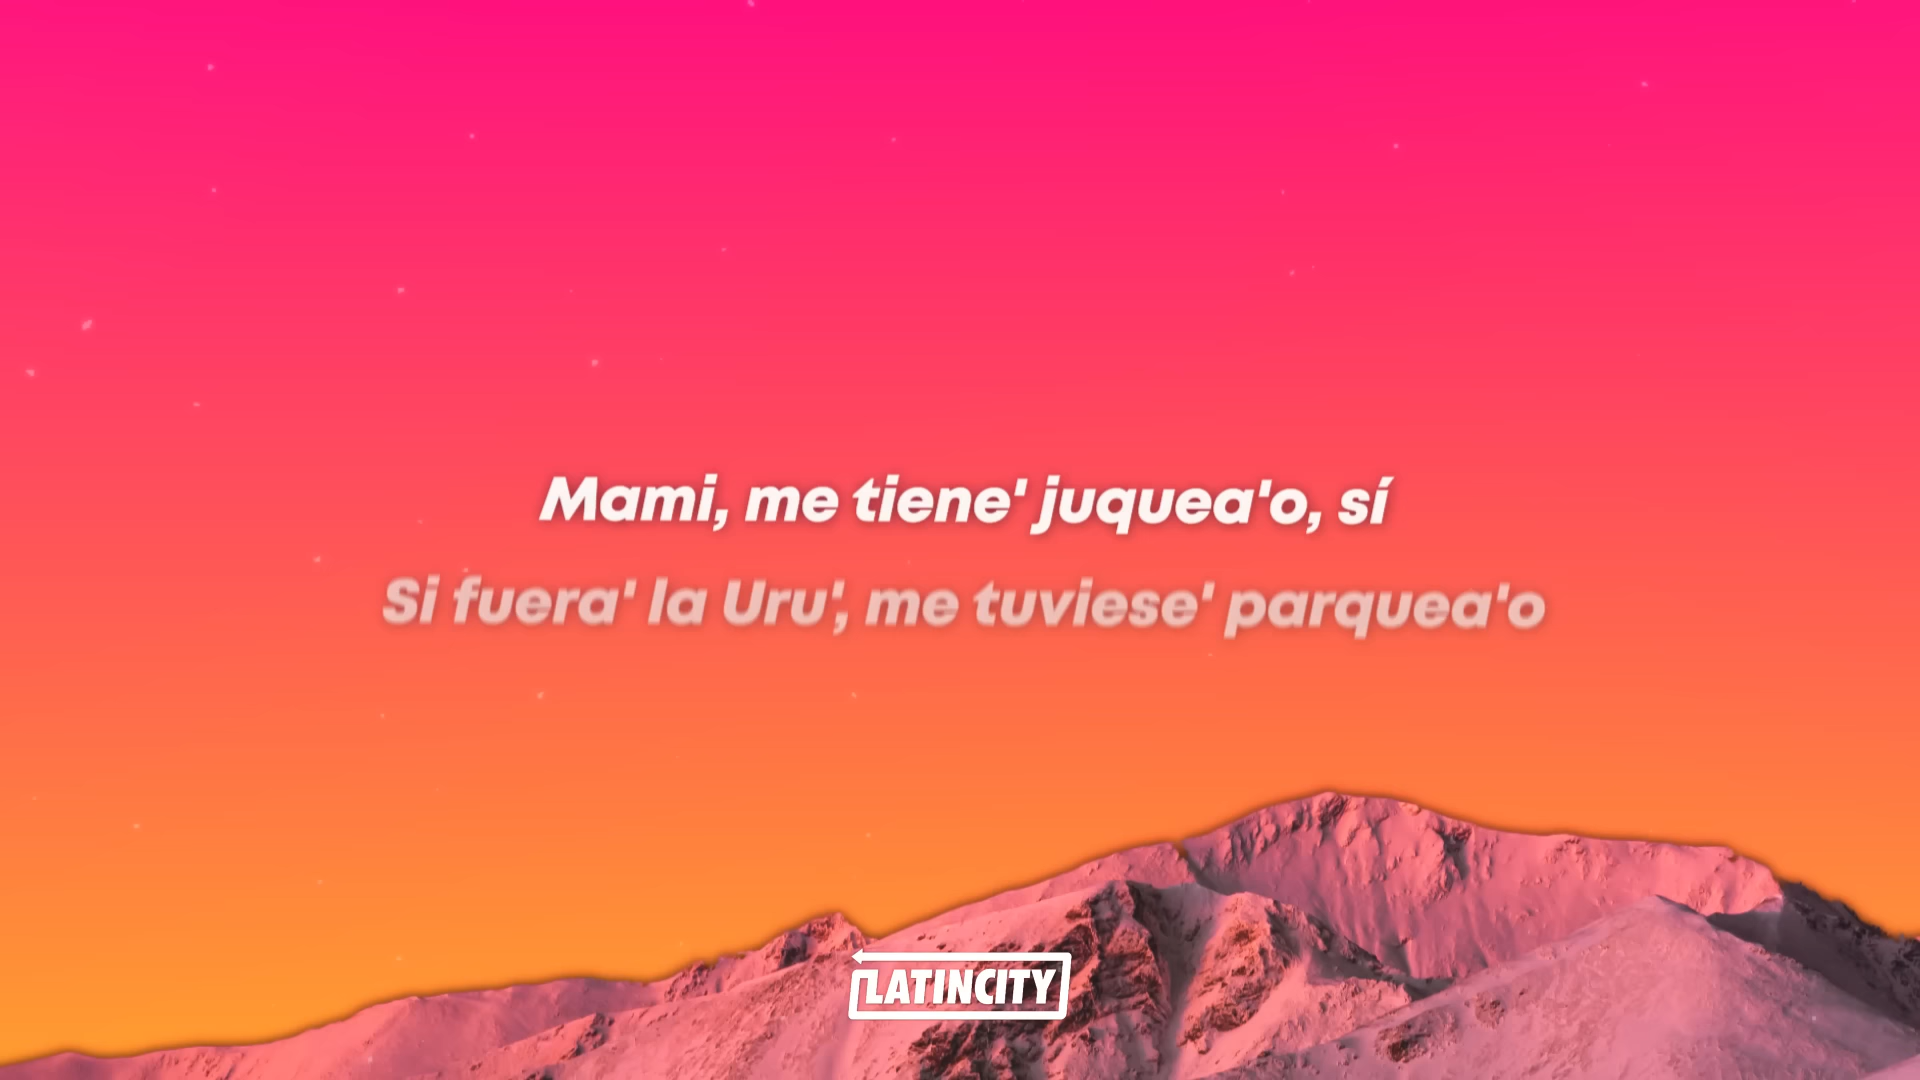 Mami, me tiene' juquea'o, sí
Si fuera' la Uru', me tuviese' parquea'o
LATINCITY